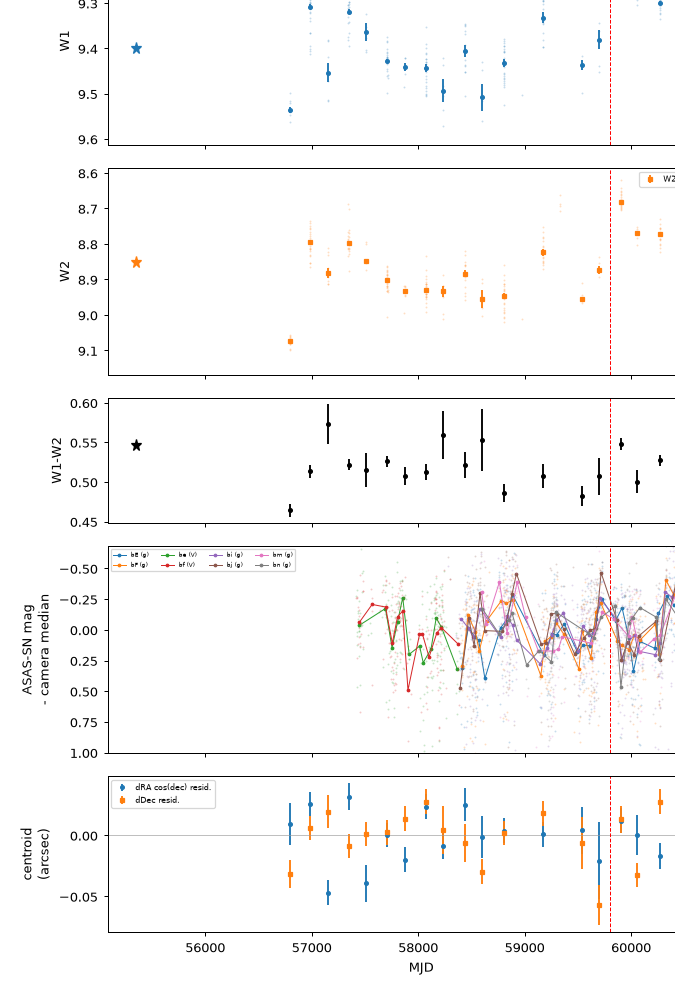 9.3
W1
9.4
9.5
9.6
8.6
W2
8.7
W2
8.8
8.9
9.0
9.1
0.60
W1-W2
0.55
0.50
0.45
bE (g) be (V) bi (g) bm (g)
bF (g) bf (V) bj (g) bn (g)
ASAS-SN mag
- camera median
−0.50
−0.25
0.00
0.25
0.50
0.75
1.00
dRA cos(dec) resid.
dDec resid.
centroid
(arcsec)
0.00
−0.05
56000 57000 58000 59000 60000
MJD